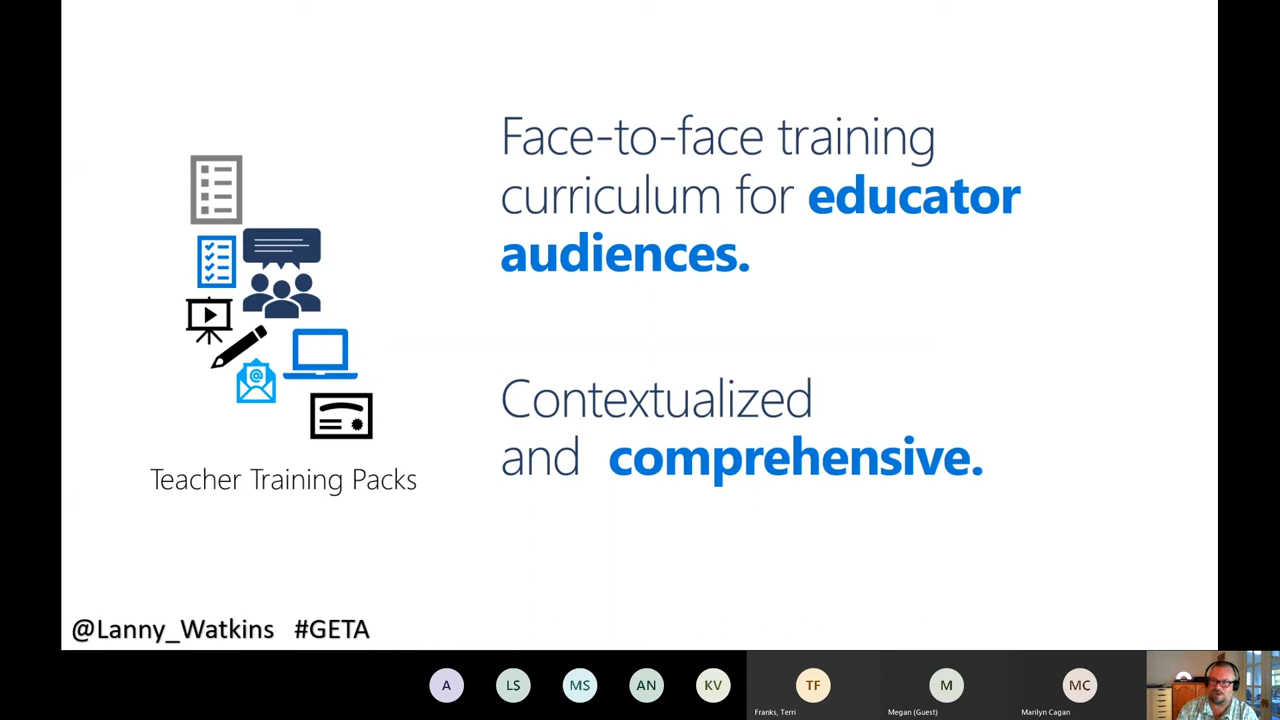 Face-to-face training
curriculum for educator
audiences.
@
Contextualized
and comprehensive.
Teacher Training Packs
@Lanny_Watkins #GETA
A
LS
MS
AN
KV
TF
M
MC
Franks, Terri
Megan (Guest)
Marilyn Cagan